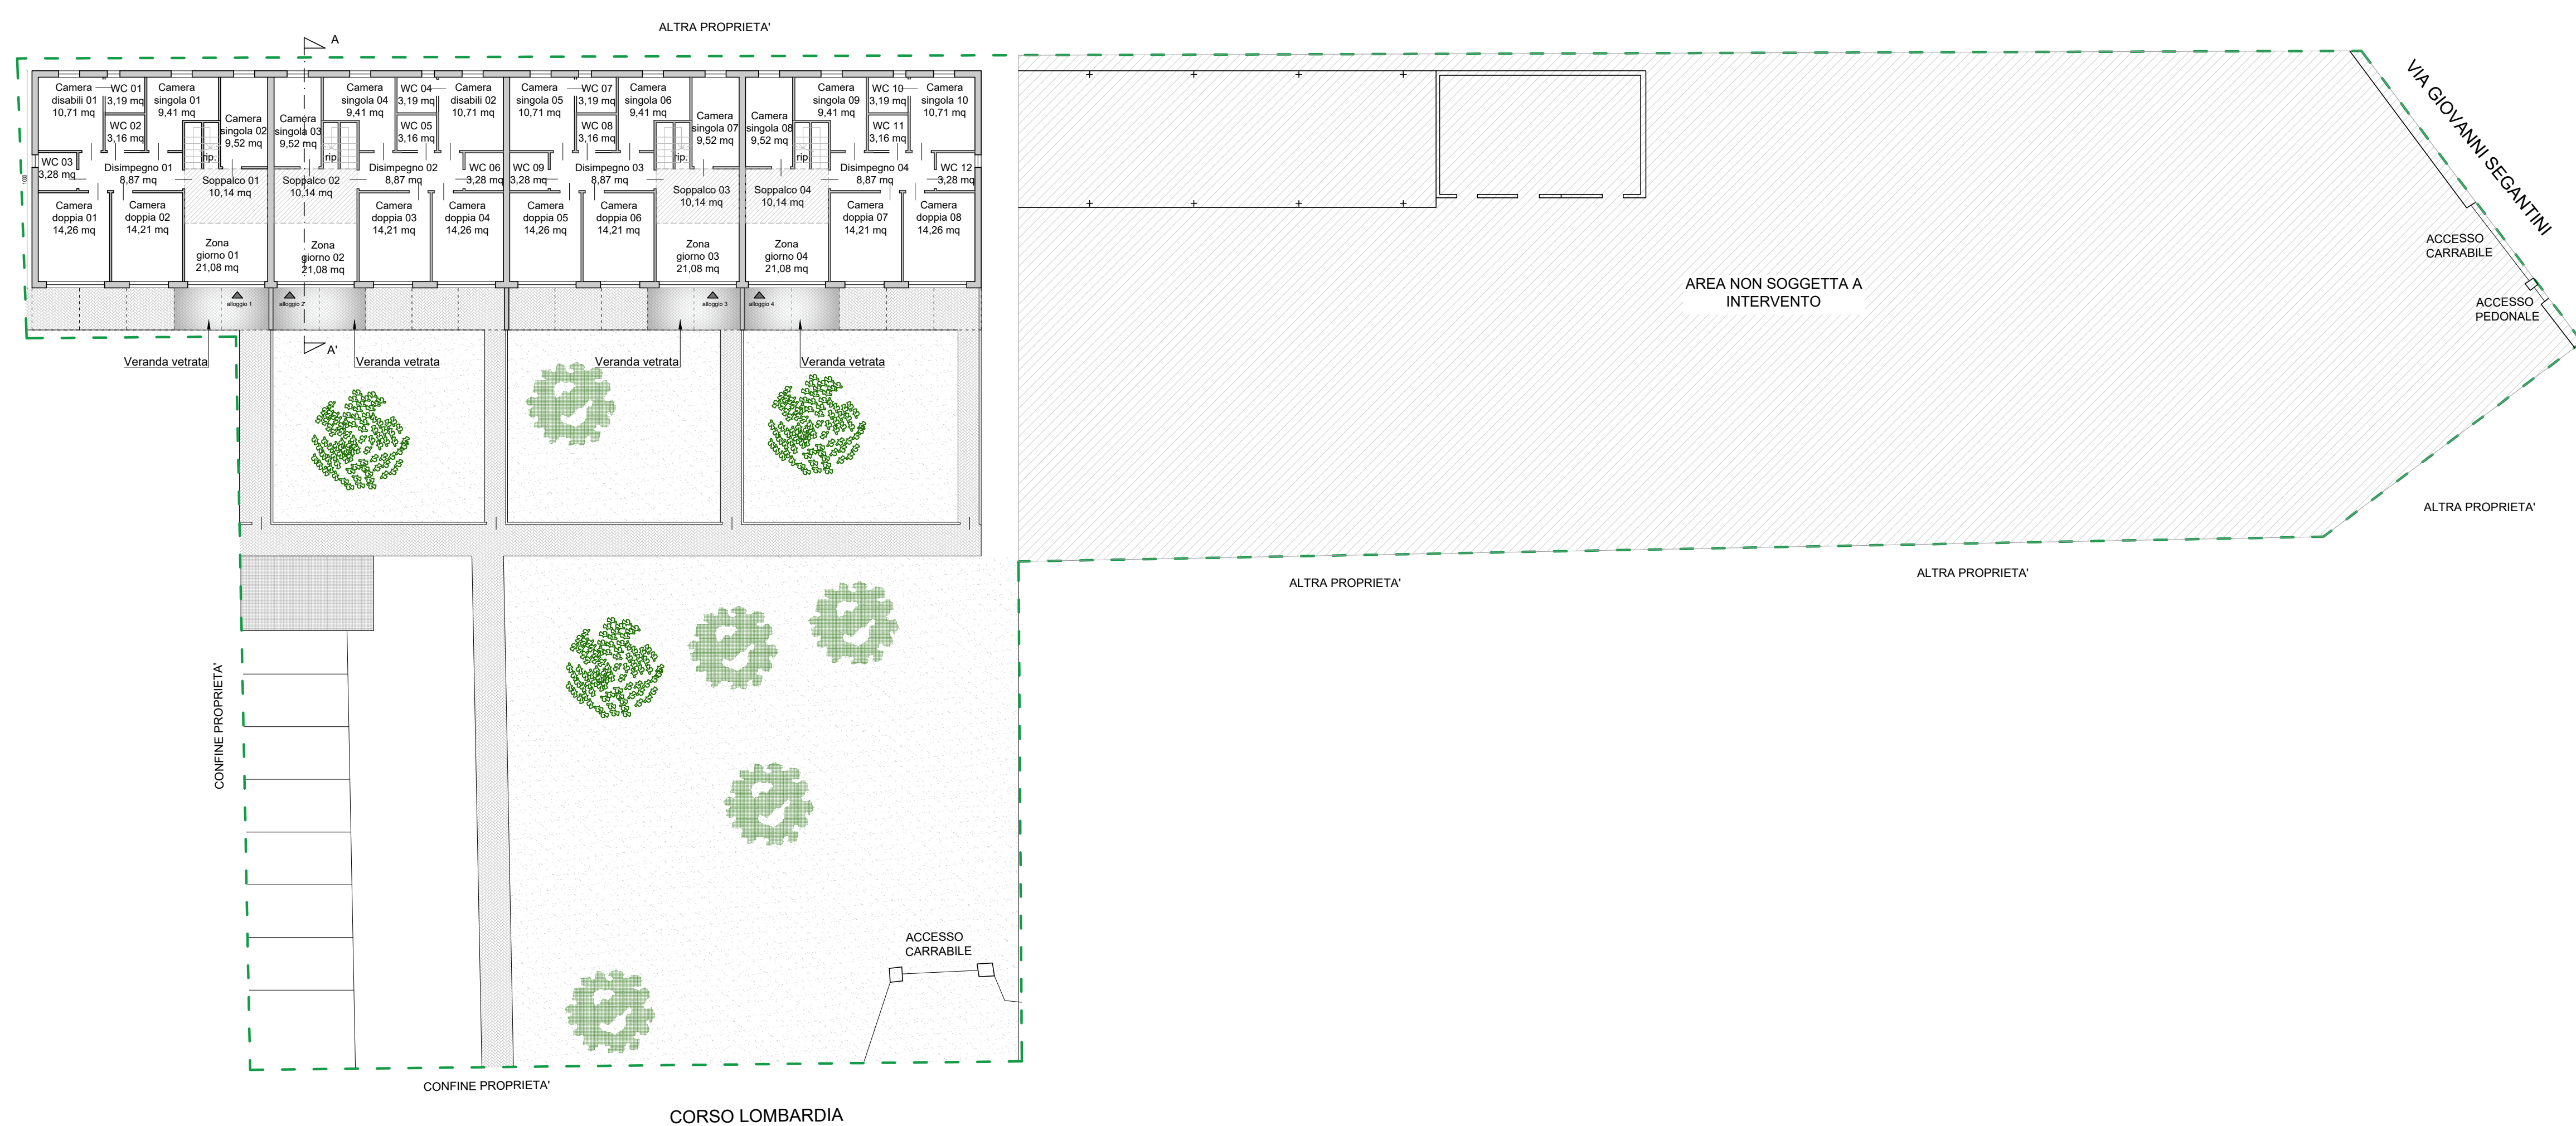 ALTRA PROPRIETA'
A
Camera
disabili 01
10,71 mq
WC 01
3,19 mq
WC 02
3,16 mq
Camera
singola 01
9,41 mq
Camera
singola 02
9,52 mq
rip.
WC 03
3,28 mq
Disimpegno 01
8,87 mq
Soppalco 01
10,14 mq
Camera
doppia 01
14,26 mq
Camera
doppia 02
14,21 mq
Zona
giorno 01
21,08 mq
Camera
singola 03
9,52 mq
rip.
Camera
singola 04
9,41 mq
WC 04
3,19 mq
WC 05
3,16 mq
Camera
disabili 02
10,71 mq
Soppalco 02
10,14 mq
Disimpegno 02
8,87 mq
WC 06
3,28 mq
Zona
giorno 02
21,08 mq
Camera
doppia 03
14,21 mq
Camera
doppia 04
14,26 mq
Camera
singola 05
10,71 mq
WC 07
3,19 mq
WC 08
3,16 mq
Camera
singola 06
9,41 mq
Camera
singola 07
9,52 mq
rip.
WC 09
3,28 mq
Disimpegno 03
8,87 mq
Soppalco 03
10,14 mq
Camera
doppia 05
14,26 mq
Camera
doppia 06
14,21 mq
Zona
giorno 03
21,08 mq
Camera
singola 08
9,52 mq
rip.
Camera
singola 09
9,41 mq
WC 10
3,19 mq
WC 11
3,16 mq
Camera
singola 10
10,71 mq
Soppalco 04
10,14 mq
Disimpegno 04
8,87 mq
WC 12
3,28 mq
Zona
giorno 04
21,08 mq
Camera
doppia 07
14,21 mq
Camera
doppia 08
14,26 mq
alloggio 1
alloggio 2
alloggio 3
alloggio 4
A'
Veranda vetrata
Veranda vetrata
Veranda vetrata
Veranda vetrata
VIA GIOVANNI SEGANTINI
ACCESSO
CARRABILE
ACCESSO
PEDONALE
AREA NON SOGGETTA A
INTERVENTO
ALTRA PROPRIETA'
ALTRA PROPRIETA'
ALTRA PROPRIETA'
CONFINE PROPRIETA'
ACCESSO
CARRABILE
CONFINE PROPRIETA'
CORSO LOMBARDIA